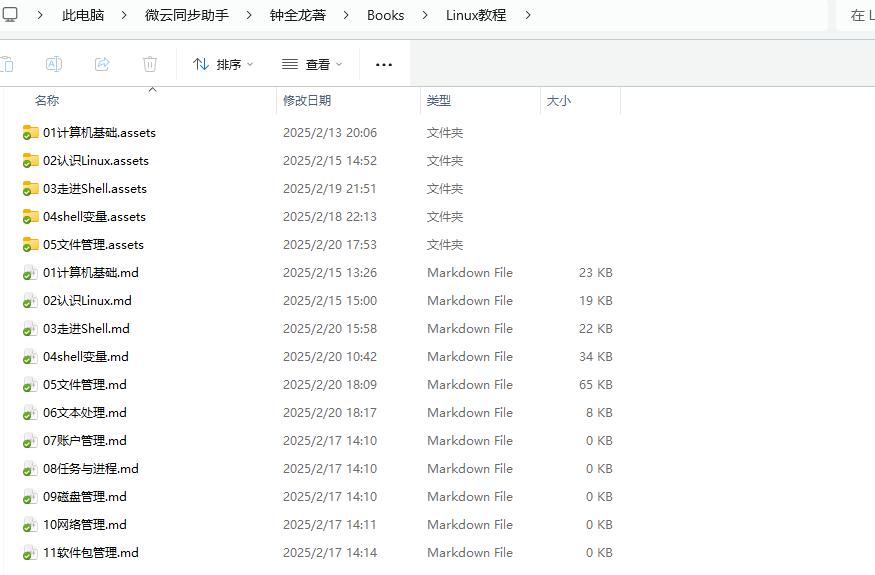 此电脑 > 微云同步助手 > 钟全龙著 > Books > Linux教程 >
在 L
排序 查看 ···
名称 修改日期 类型 大小
01计算机基础.assets 2025/2/13 20:06 文件夹
02认识Linux.assets 2025/2/15 14:52 文件夹
03走进Shell.assets 2025/2/19 21:51 文件夹
04shell变量.assets 2025/2/18 22:13 文件夹
05文件管理.assets 2025/2/20 17:53 文件夹
01计算机基础.md 2025/2/15 13:26 Markdown File 23 KB
02认识Linux.md 2025/2/15 15:00 Markdown File 19 KB
03走进Shell.md 2025/2/20 15:58 Markdown File 22 KB
04shell变量.md 2025/2/20 10:42 Markdown File 34 KB
05文件管理.md 2025/2/20 18:09 Markdown File 65 KB
06文本处理.md 2025/2/20 18:17 Markdown File 8 KB
07账户管理.md 2025/2/17 14:10 Markdown File 0 KB
08任务与进程.md 2025/2/17 14:10 Markdown File 0 KB
09磁盘管理.md 2025/2/17 14:10 Markdown File 0 KB
10网络管理.md 2025/2/17 14:11 Markdown File 0 KB
11软件包管理.md 2025/2/17 14:14 Markdown File 0 KB